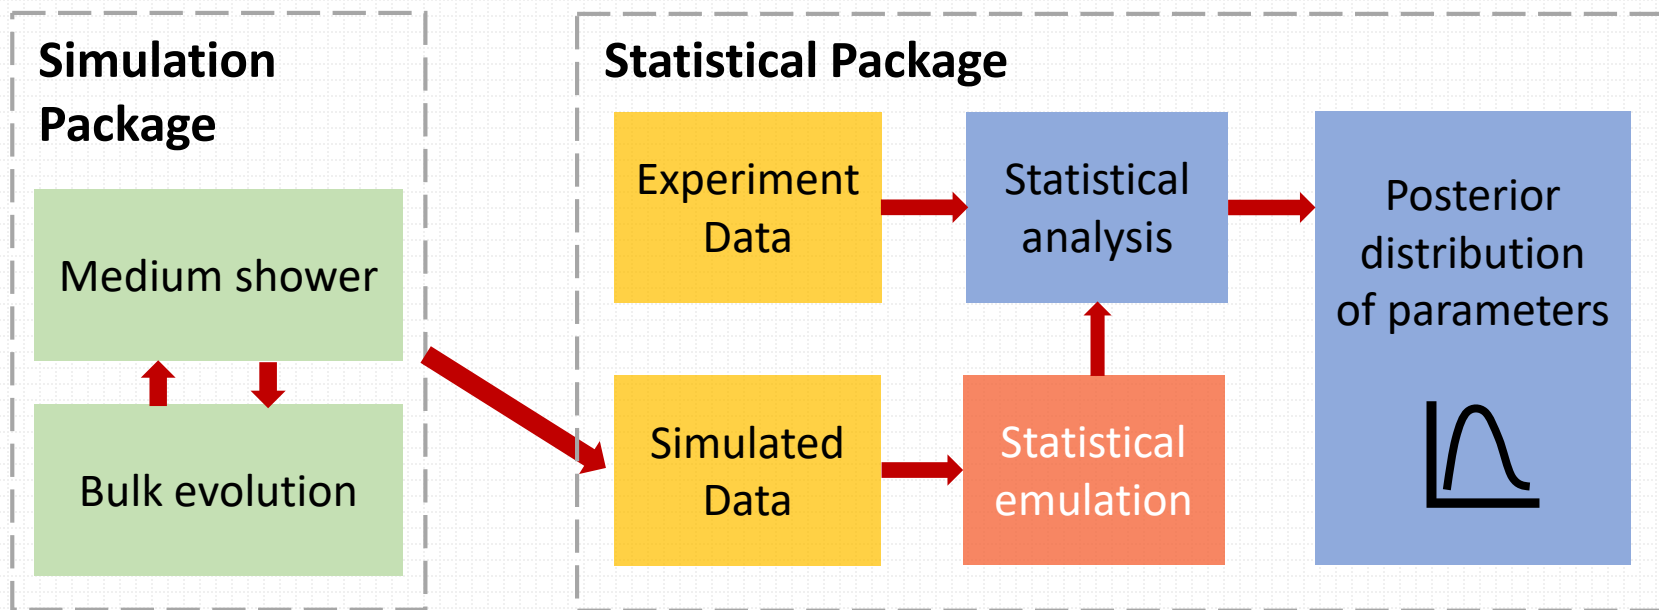 Simulation
Package
Medium shower
Bulk evolution
Statistical Package
Experiment
Data
Statistical
analysis
Posterior
distribution
of parameters
Simulated
Data
Statistical
emulation